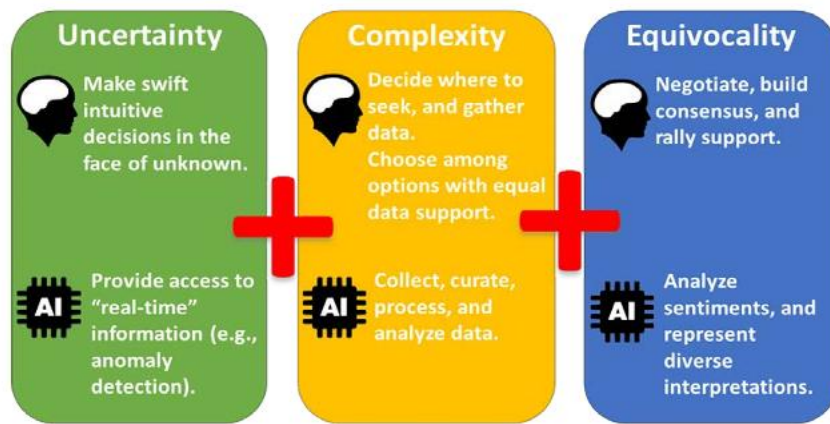 Uncertainty
Make swift
intuitive
decisions in the
face of unknown.
AI
Provide access to
“real-time”
information (e.g.,
anomaly
detection).
Complexity
Decide where to
seek, and gather
data.
Choose among
options with equal
data support.
AI
Collect, curate,
process, and
analyze data.
Equivocality
Negotiate, build
consensus, and
rally support.
AI
Analyze
sentiments, and
represent
diverse
interpretations.